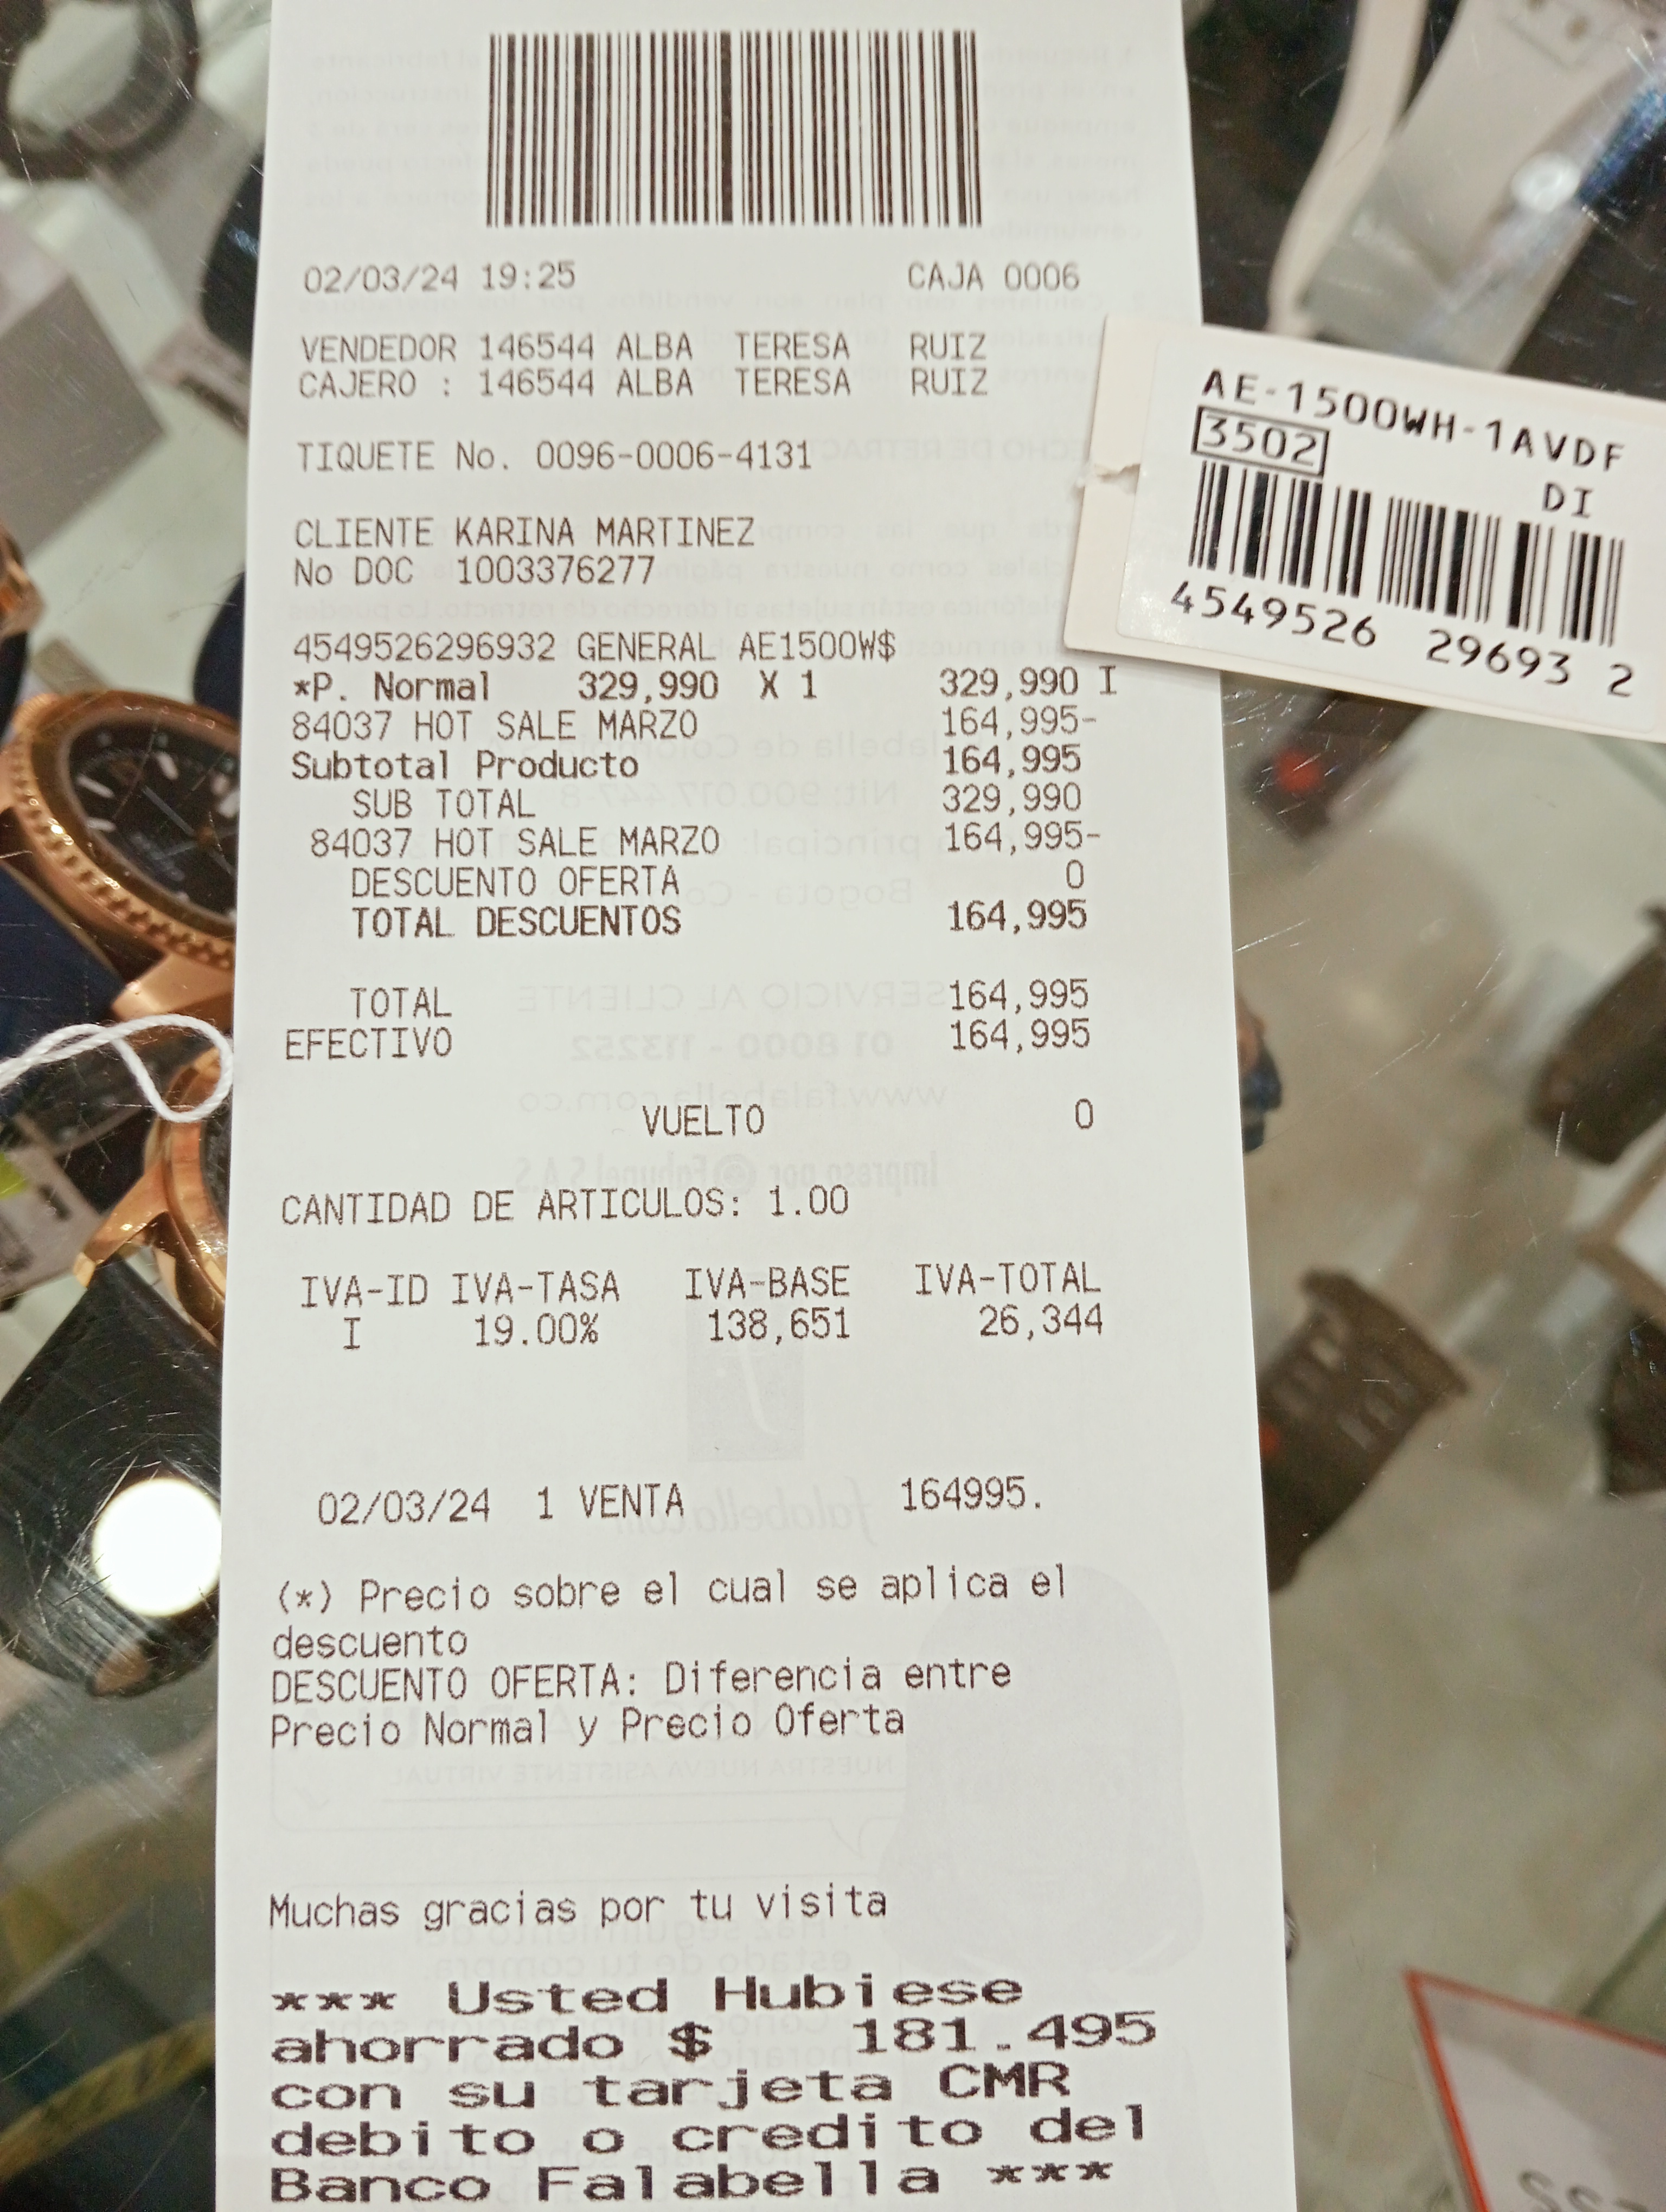 02/03/24 19:25 CAJA 0006
VENDEDOR 146544 ALBA TERESA RUIZ
CAJERO : 146544 ALBA TERESA RUIZ
TIQUETE No. 0096-0006-4131
CLIENTE KARINA MARTINEZ
No DOC 1003376277
4549526296932 GENERAL AE1500W$
*P. Normal 329,990 X 1 329,990 I
84037 HOT SALE MARZO 164,995-
Subtotal Producto 164,995
SUB TOTAL 329,990
84037 HOT SALE MARZO 164,995-
DESCUENTO OFERTA 0
TOTAL DESCUENTOS 164,995
TOTAL 164,995
EFECTIVO 164,995
VUELTO 0
CANTIDAD DE ARTICULOS: 1.00
IVA-ID IVA-TASA IVA-BASE IVA-TOTAL
I 19.00% 138,651 26,344
02/03/24 1 VENTA 164995.
(*) Precio sobre el cual se aplica el
descuento
DESCUENTO OFERTA: Diferencia entre
Precio Normal y Precio Oferta
Muchas gracias por tu visita
*** Usted Hubiese
ahorrado $ 181.495
con su tarjeta CMR
debito o credito del
Banco Falabella ***
AE-1500WH-1AVDF
3502
DI
4549526 29693 2